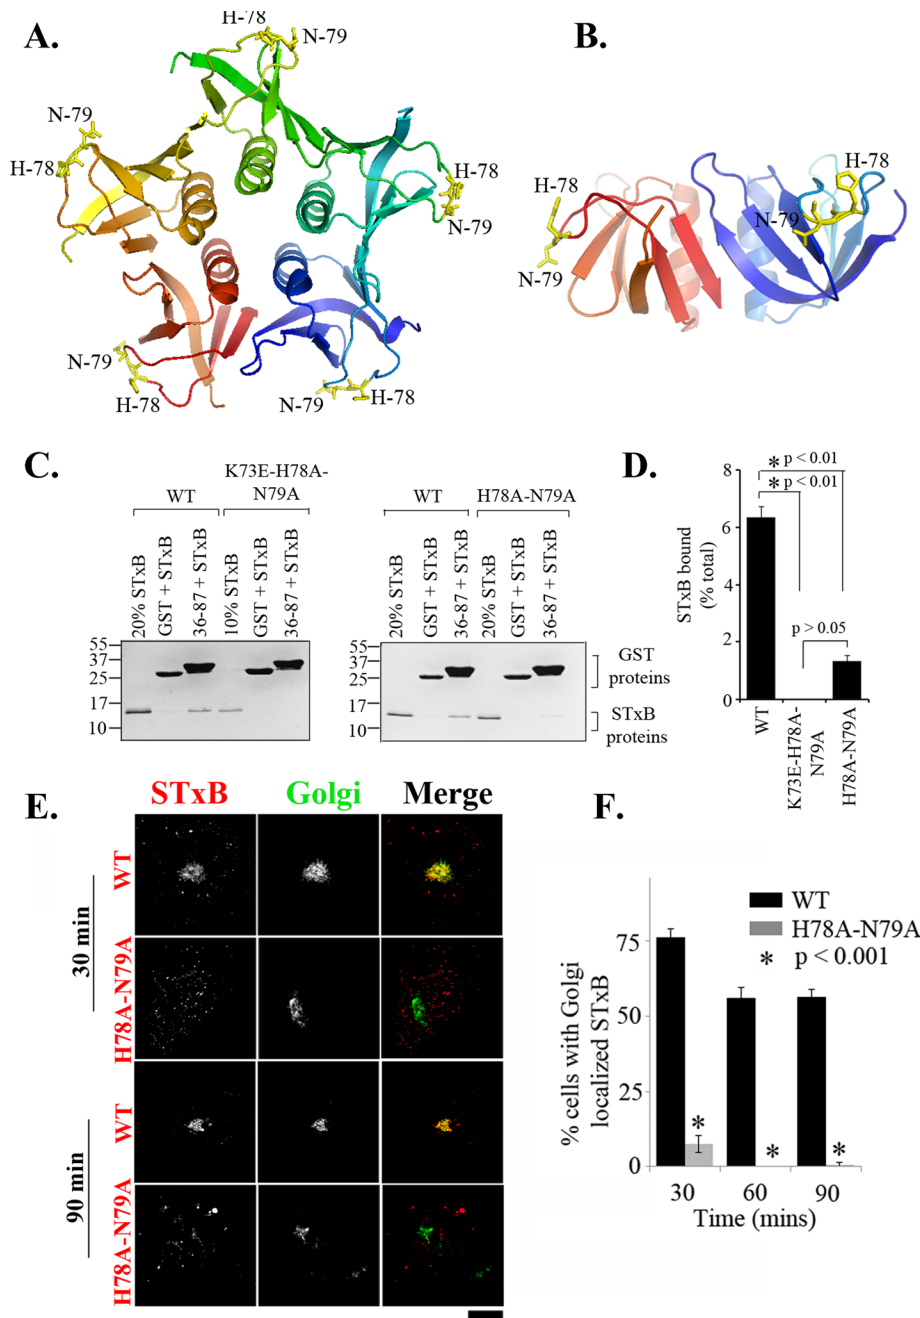 A.
H-78
N-79
N-79
H-78
H-78
N-79
N-79
H-78
N-79
H-78
B.
H-78
H-78
N-79
N-79
C.
WT
K73E-H78A-
N79A
20% STxB
GST + STxB
36-87 + STxB
10% STxB
GST + STxB
36-87 + STxB
55
37
25
17
10
WT
H78A-N79A
20% STxB
GST + STxB
36-87 + STxB
20% STxB
GST + STxB
36-87 + STxB
55
37
25
17
10
GST
proteins
STxB
proteins
D.
STxB bound
(% total)
8
6
4
2
0
* p < 0.01
* p < 0.01
p > 0.05
WT
K73E-H78A-
N79A
H78A-N79A
E.
STxB Golgi Merge
30 min
WT
H78A-N79A
90 min
WT
H78A-N79A
F.
% cells with Golgi
localized STxB
75
50
25
0
WT
H78A-N79A
* p < 0.001
*
*
*
30 60 90
Time (mins)